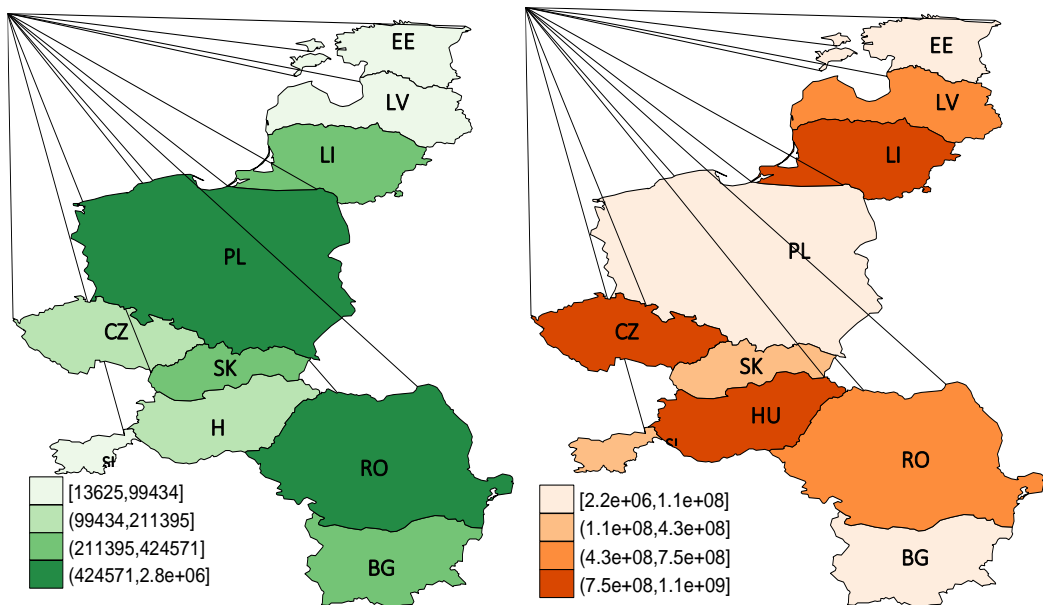 EE
LV
LI
PL
CZ
SK
H
SI
RO
BG
[13625,99434]
(99434,211395]
(211395,424571]
(424571,2.8e+06]
EE
LV
LI
PL
CZ
SK
HU
SI
RO
BG
[2.2e+06,1.1e+08]
(1.1e+08,4.3e+08]
(4.3e+08,7.5e+08]
(7.5e+08,1.1e+09]